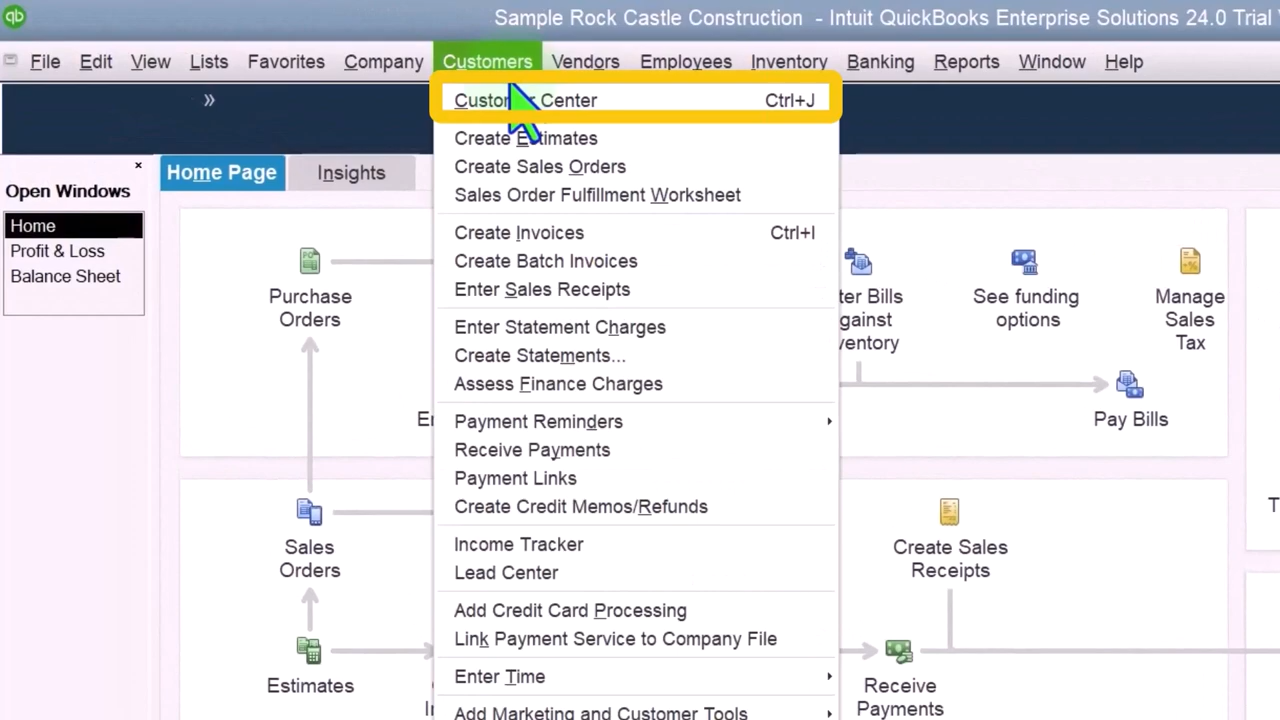 qb
Sample Rock Castle Construction - Intuit QuickBooks Enterprise Solutions 24.0 Trial
File Edit View Lists Favorites Company Customers Vendors Employees Inventory Banking Reports Window Help
»
Customer Center Ctrl+J
Create Estimates
Create Sales Orders
Sales Order Fulfillment Worksheet
Create Invoices Ctrl+I
Create Batch Invoices
Enter Sales Receipts
Enter Statement Charges
Create Statements...
Assess Finance Charges
Payment Reminders
Receive Payments
Payment Links
Create Credit Memos/Refunds
Income Tracker
Lead Center
Add Credit Card Processing
Link Payment Service to Company File
Enter Time
Add Marketing and Customer Tools
Open Windows
Home
Profit & Loss
Balance Sheet
Home Page Insights
Purchase
Orders
Bills
See funding
options
Manage
Sales
Tax
Pay Bills
Sales
Orders
Create Sales
Receipts
Estimates
Receive
Payments